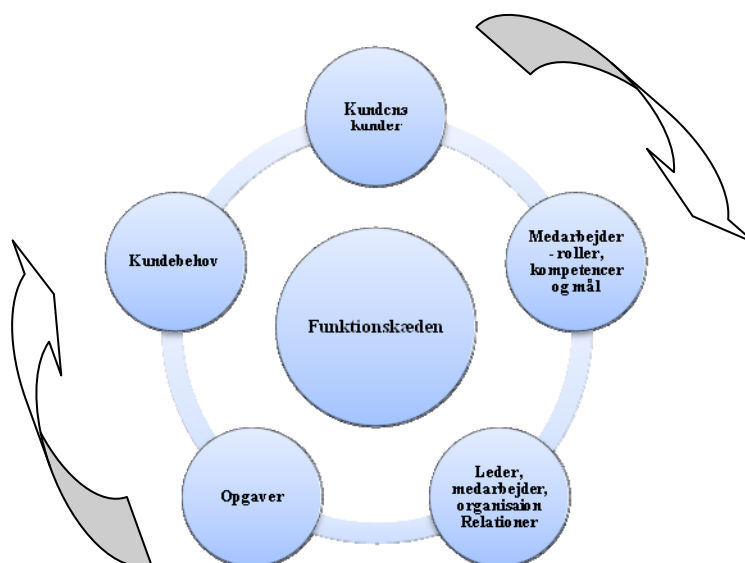 Kundens
kunder
Medarbejder
- roller,
kompetencer
og mål
Kundebehov
Funktionskæden
Leder,
medarbejder,
organisaion
Relationer
Opgaver